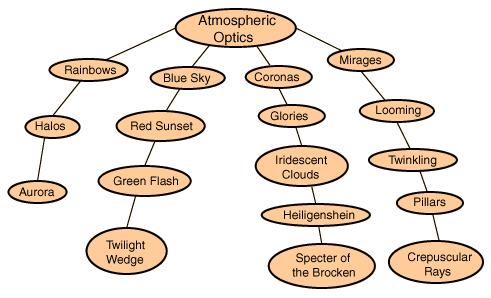 Atmospheric
Optics
Rainbows
Blue Sky
Coronas
Mirages
Halos
Red Sunset
Glories
Looming
Aurora
Green Flash
Iridescent
Clouds
Twinkling
Twilight
Wedge
Heiligenshein
Pillars
Specter of
the Brocken
Crepuscular
Rays